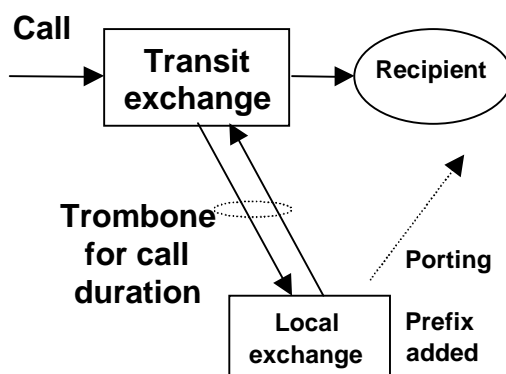 Call
Transit
exchange
Recipient
Trombone
for call
duration
Porting
Local
exchange
Prefix
added